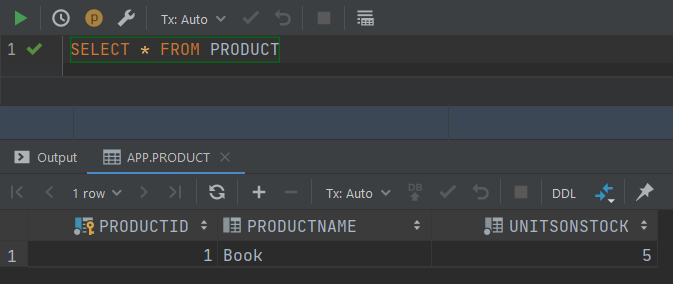 Tx: Auto
1 SELECT * FROM PRODUCT
Output APP.PRODUCT
1 row Tx: Auto DB DDL
PRODUCTID PRODUCTNAME UNITSONSTOCK
1 1 Book 5